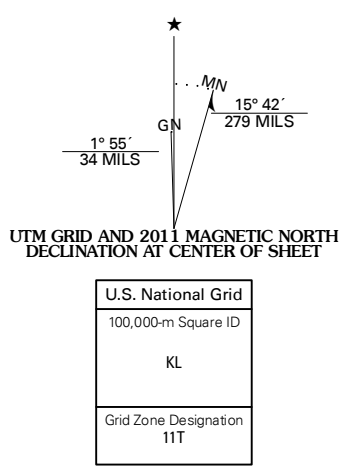 ★
MN
GN
15° 42´
279 MILS
1° 55´
34 MILS
UTM GRID AND 2011 MAGNETIC NORTH
DECLINATION AT CENTER OF SHEET
U.S. National Grid
100,000-m Square ID
KL
Grid Zone Designation
11T